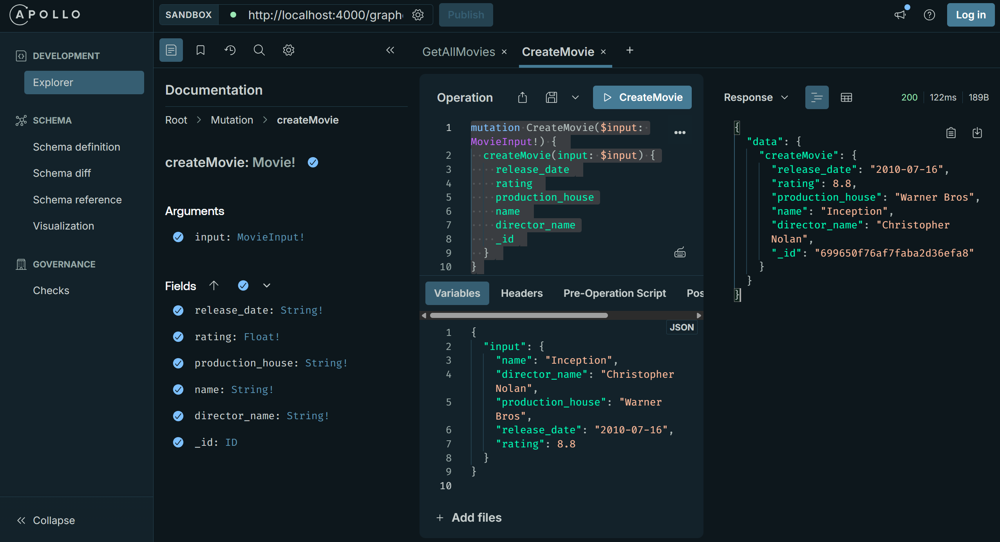 APOLLO
SANDBOX
http://localhost:4000/graph
Publish
Log in
DEVELOPMENT
Explorer
SCHEMA
Schema definition
Schema diff
Schema reference
Visualization
GOVERNANCE
Checks
Collapse
GetAllMovies
CreateMovie
Documentation
Root > Mutation > createMovie
createMovie: Movie!
Arguments
input: MovieInput!
Fields
release_date: String!
rating: Float!
production_house: String!
name: String!
director_name: String!
_id: ID
Operation
CreateMovie
1 mutation CreateMovie($input:
MovieInput!) {
2 createMovie(input: $input) {
3 release_date
4 rating
5 production_house
6 name
7 director_name
8 _id
9 }
10 }
Variables Headers Pre-Operation Script Pos
JSON
1 {
2 "input": {
3 "name": "Inception",
4 "director_name": "Christopher
Nolan",
5 "production_house": "Warner
Bros",
6 "release_date": "2010-07-16",
7 "rating": 8.8
8 }
9 }
10
+ Add files
Response
200 122ms 189B
{
"data": {
"createMovie": {
"release_date": "2010-07-16",
"rating": 8.8,
"production_house": "Warner Bros",
"name": "Inception",
"director_name": "Christopher
Nolan",
"_id": "699650f76af7faba2d36efa8"
}
}
}